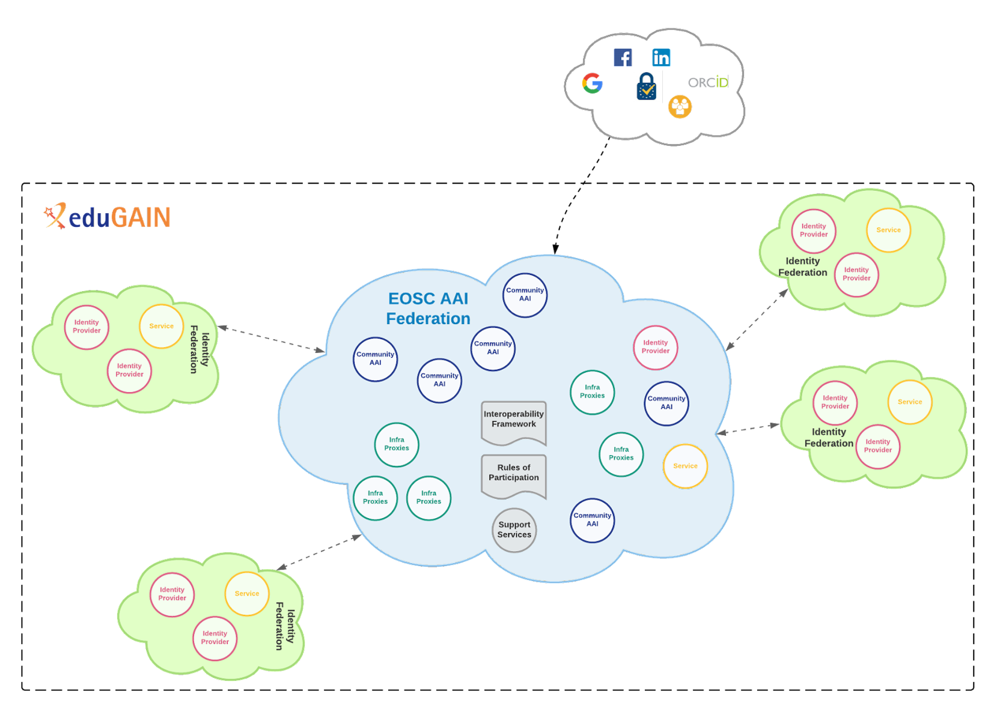 in
ORCiD
eduGAIN
Identity
Provider
Service
Identity
Provider
Identity
Federation
EOSC AAI
Federation
Community
AAI
Community
AAI
Community
AAI
Community
AAI
Identity
Provider
Infra
Proxies
Community
AAI
Interoperability
Framework
Infra
Proxies
Infra
Proxies
Service
Rules of
Participation
Infra
Proxies
Infra
Proxies
Community
AAI
Support
Services
Identity
Provider
Service
Identity
Provider
Identity
Federation
Identity
Provider
Service
Identity
Provider
Identity
Federation
Identity
Provider
Service
Identity
Provider
Identity
Federation